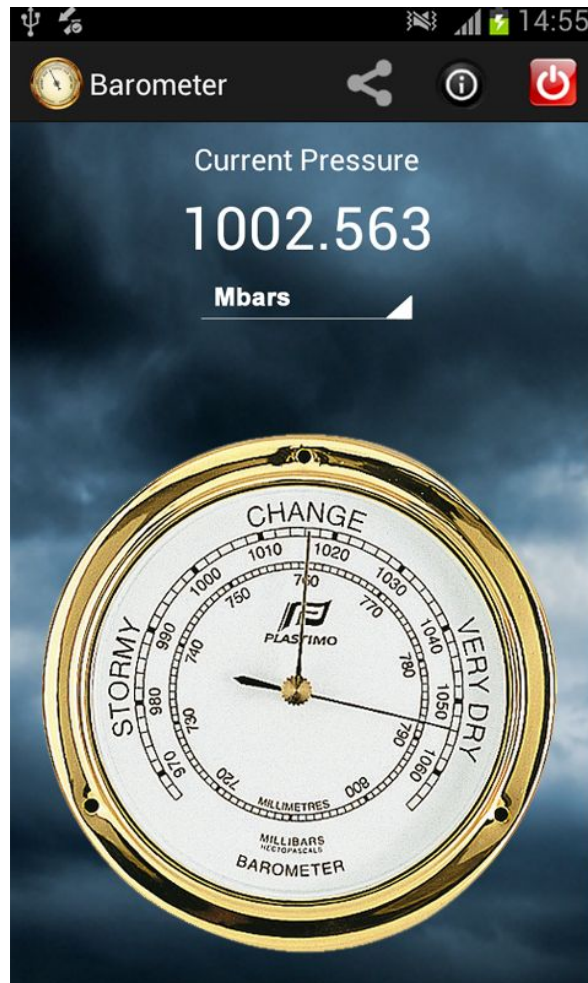 14:55
Barometer
Current Pressure
1002.563
Mbars
CHANGE
STORMY
VERY DRY
970
980
990
1000
1010
1020
1030
1040
1050
1060
720
730
740
750
760
770
780
790
800
PLASTIMO
MILLIMETRES
MILLIBARS
HECTOPASCALS
BAROMETER